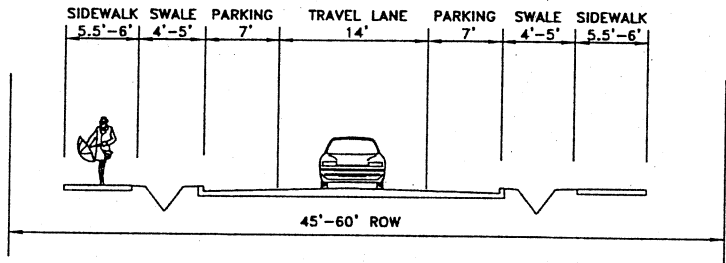 SIDEWALK SWALE PARKING TRAVEL LANE PARKING SWALE SIDEWALK
5.5'-6' 4'-5' 7' 14' 7' 4'-5' 5.5'-6'
45'-60' ROW